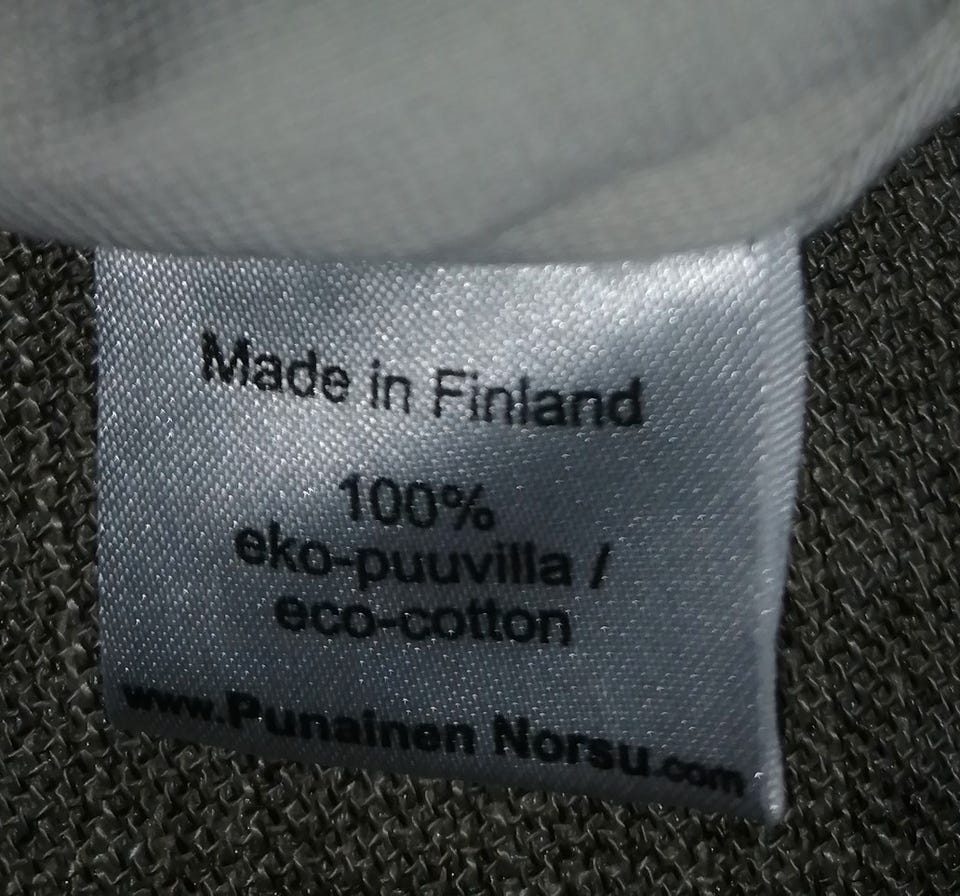 Made in Finland
100%
eko-puuvilla /
eco-cotton
www.Punainen Norsu.com